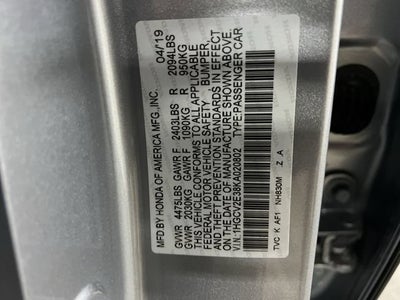 MFD BY HONDA OF AMERICA MFG.,INC. 04/19
GVWR 4475LBS GAWR F 2403LBS R 2094LBS
GVWR 2030KG GAWR F 1090KG R 950KG
THIS VEHICLE CONFORMS TO ALL APPLICABLE
FEDERAL MOTOR VEHICLE SAFETY , BUMPER,
AND THEFT PREVENTION STANDARDS IN EFFECT
ON THE DATE OF MANUFACTURE SHOWN ABOVE.
V.I.N: 1HGCV2E38KA020802 TYPE:PASSENGER CAR
TVC K AF1 NH830M Z .A